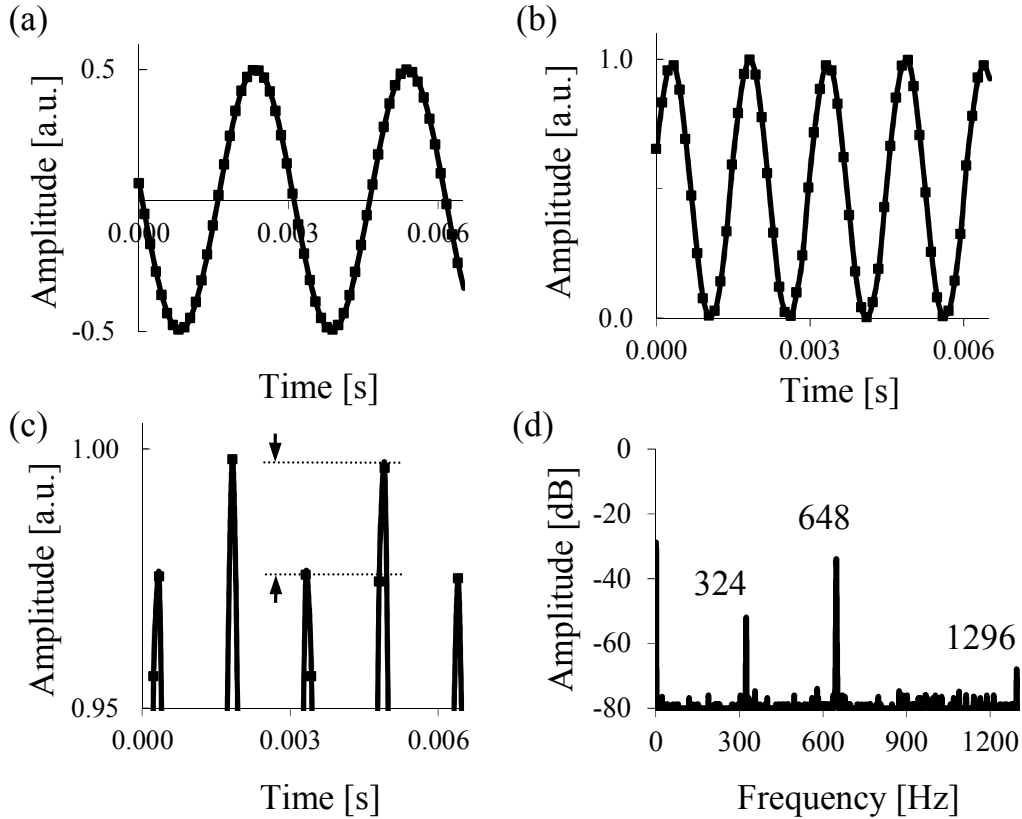 (a)
Amplitude [a.u.]
0.5
-0.5
0.000
0.003
0.006
Time [s]
(b)
Amplitude [a.u.]
1.0
0.0
0.000
0.003
0.006
Time [s]
(c)
Amplitude [a.u.]
1.00
0.95
0.000
0.003
0.006
Time [s]
(d)
Amplitude [dB]
0
-20
-40
-60
-80
324
648
1296
0
300
600
900
1200
Frequency [Hz]